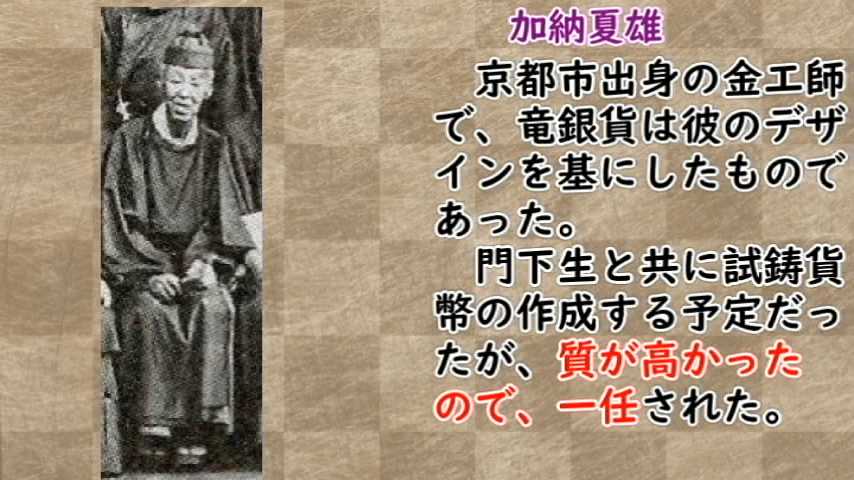 加納夏雄
京都市出身の金工師
で、竜銀貨は彼のデザ
インを基にしたもので
あった。
門下生と共に試鋳貨
幣の作成する予定だっ
たが、質が高かった
ので、一任された。